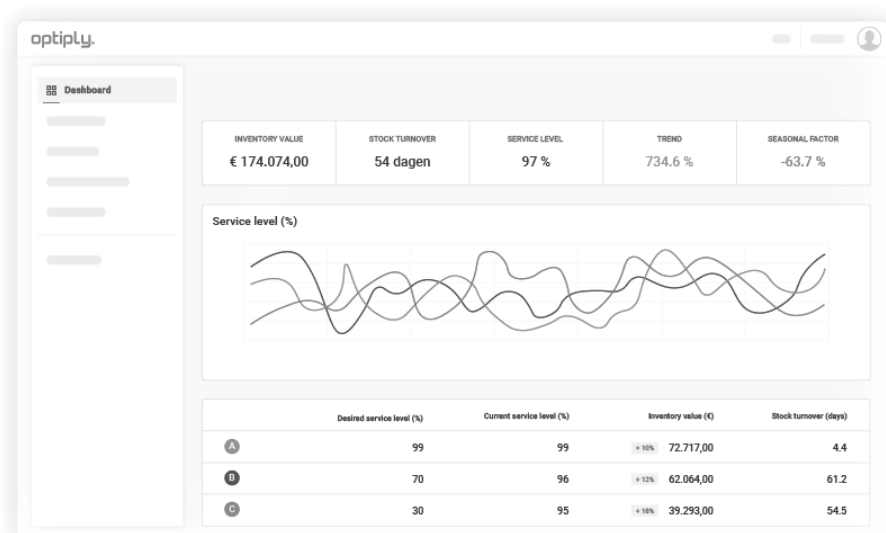 optiply.
Dashboard
INVENTORY VALUE STOCK TURNOVER SERVICE LEVEL TREND SEASONAL FACTOR
€ 174.074,00 54 dagen 97 % 734.6 % -63.7 %
Service level (%)
Desired service level (%) Current service level (%) Inventory value (€) Stock turnover (days)
A 99 99 + 10% 72.717,00 4.4
B 70 96 + 12% 62.064,00 61.2
C 30 95 + 18% 39.293,00 54.5